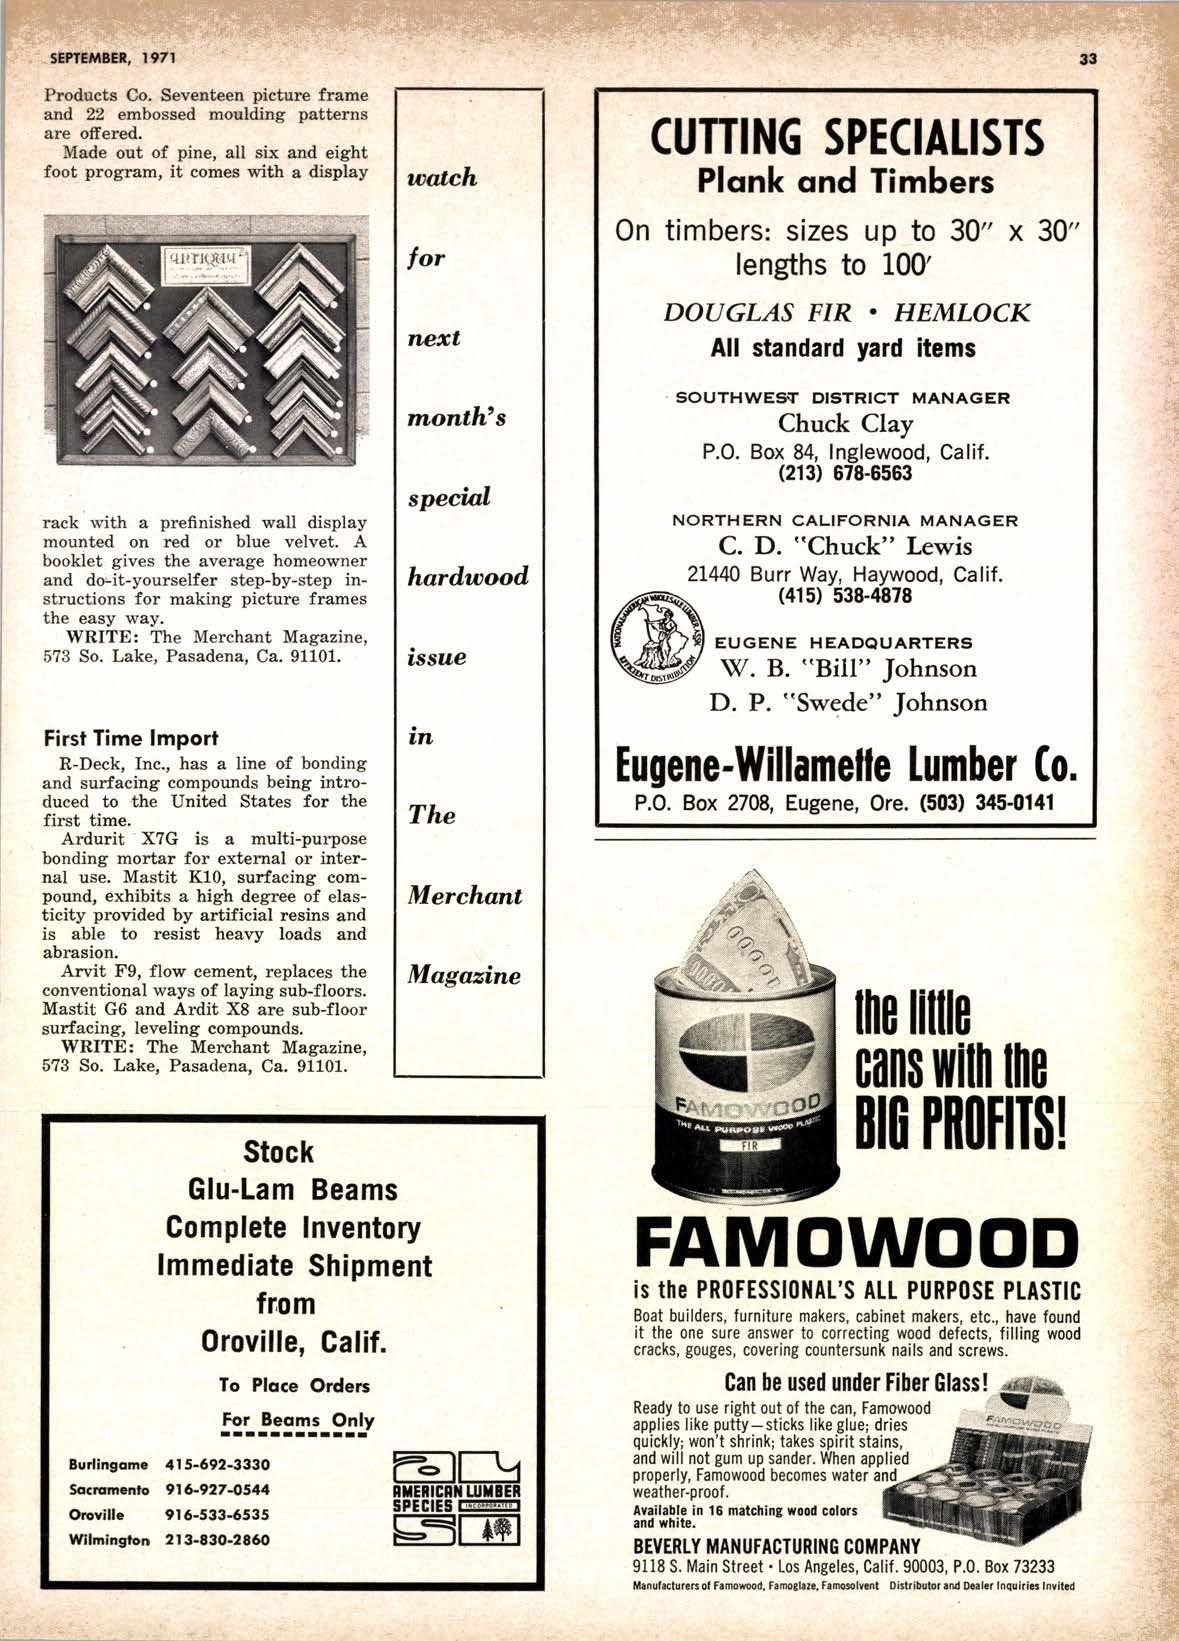 SEPTEMBER, 1971
33
Products Co. Seventeen picture frame
and 22 embossed moulding patterns
are offered.
Made out of pine, all six and eight
foot program, it comes with a display
rack with a prefinished wall display
mounted on red or blue velvet. A
booklet gives the average homeowner
and do-it-yourselfer step-by-step in-
structions for making picture frames
the easy way.
WRITE: The Merchant Magazine,
573 So. Lake, Pasadena, Ca. 91101.
First Time Import
R-Deck, Inc., has a line of bonding
and surfacing compounds being intro-
duced to the United States for the
first time.
Ardurit X7G is a multi-purpose
bonding mortar for external or inter-
nal use. Mastit K10, surfacing com-
pound, exhibits a high degree of elas-
ticity provided by artificial resins and
is able to resist heavy loads and
abrasion.
Arvit F9, flow cement, replaces the
conventional ways of laying sub-floors.
Mastit G6 and Ardit X8 are sub-floor
surfacing, leveling compounds.
WRITE: The Merchant Magazine,
573 So. Lake, Pasadena, Ca. 91101.
watch
for
next
month's
special
hardwood
issue
in
The
Merchant
Magazine
CUTTING SPECIALISTS
Plank and Timbers
On timbers: sizes up to 30" x 30"
lengths to 100'
DOUGLAS FIR • HEMLOCK
All standard yard items
SOUTHWEST DISTRICT MANAGER
Chuck Clay
P.O. Box 84, Inglewood, Calif.
(213) 678-6563
NORTHERN CALIFORNIA MANAGER
C. D. "Chuck" Lewis
21440 Burr Way, Haywood, Calif.
(415) 538-4878
NATIONAL AMERICAN WHOLESALE LUMBER ASSN.
EFFICIENT DISTRIBUTION
EUGENE HEADQUARTERS
W. B. "Bill" Johnson
D. P. "Swede" Johnson
Eugene-Willamette Lumber Co.
P.O. Box 2708, Eugene, Ore. (503) 345-0141
Stock
Glu-Lam Beams
Complete Inventory
Immediate Shipment
from
Oroville, Calif.
To Place Orders
For Beams Only
Burlingame 415-692-3330
Sacramento 916-927-0544
Oroville 916-533-6535
Wilmington 213-830-2860
AMERICAN LUMBER
SPECIES INCORPORATED
the little
cans with the
BIG PROFITS!
FAMOWOOD
THE ALL PURPOSE WOOD PLASTIC
FIR
FAMOWOOD
is the PROFESSIONAL'S ALL PURPOSE PLASTIC
Boat builders, furniture makers, cabinet makers, etc., have found
it the one sure answer to correcting wood defects, filling wood
cracks, gouges, covering countersunk nails and screws.
Can be used under Fiber Glass!
Ready to use right out of the can, Famowood
applies like putty—sticks like glue; dries
quickly; won't shrink; takes spirit stains,
and will not gum up sander. When applied
properly, Famowood becomes water and
weather-proof.
Available in 16 matching wood colors
and white.
FAMOWOOD
BEVERLY MANUFACTURING COMPANY
9118 S. Main Street • Los Angeles, Calif. 90003, P.O. Box 73233
Manufacturers of Famowood, Famoglaze, Famosolvent Distributor and Dealer Inquiries Invited